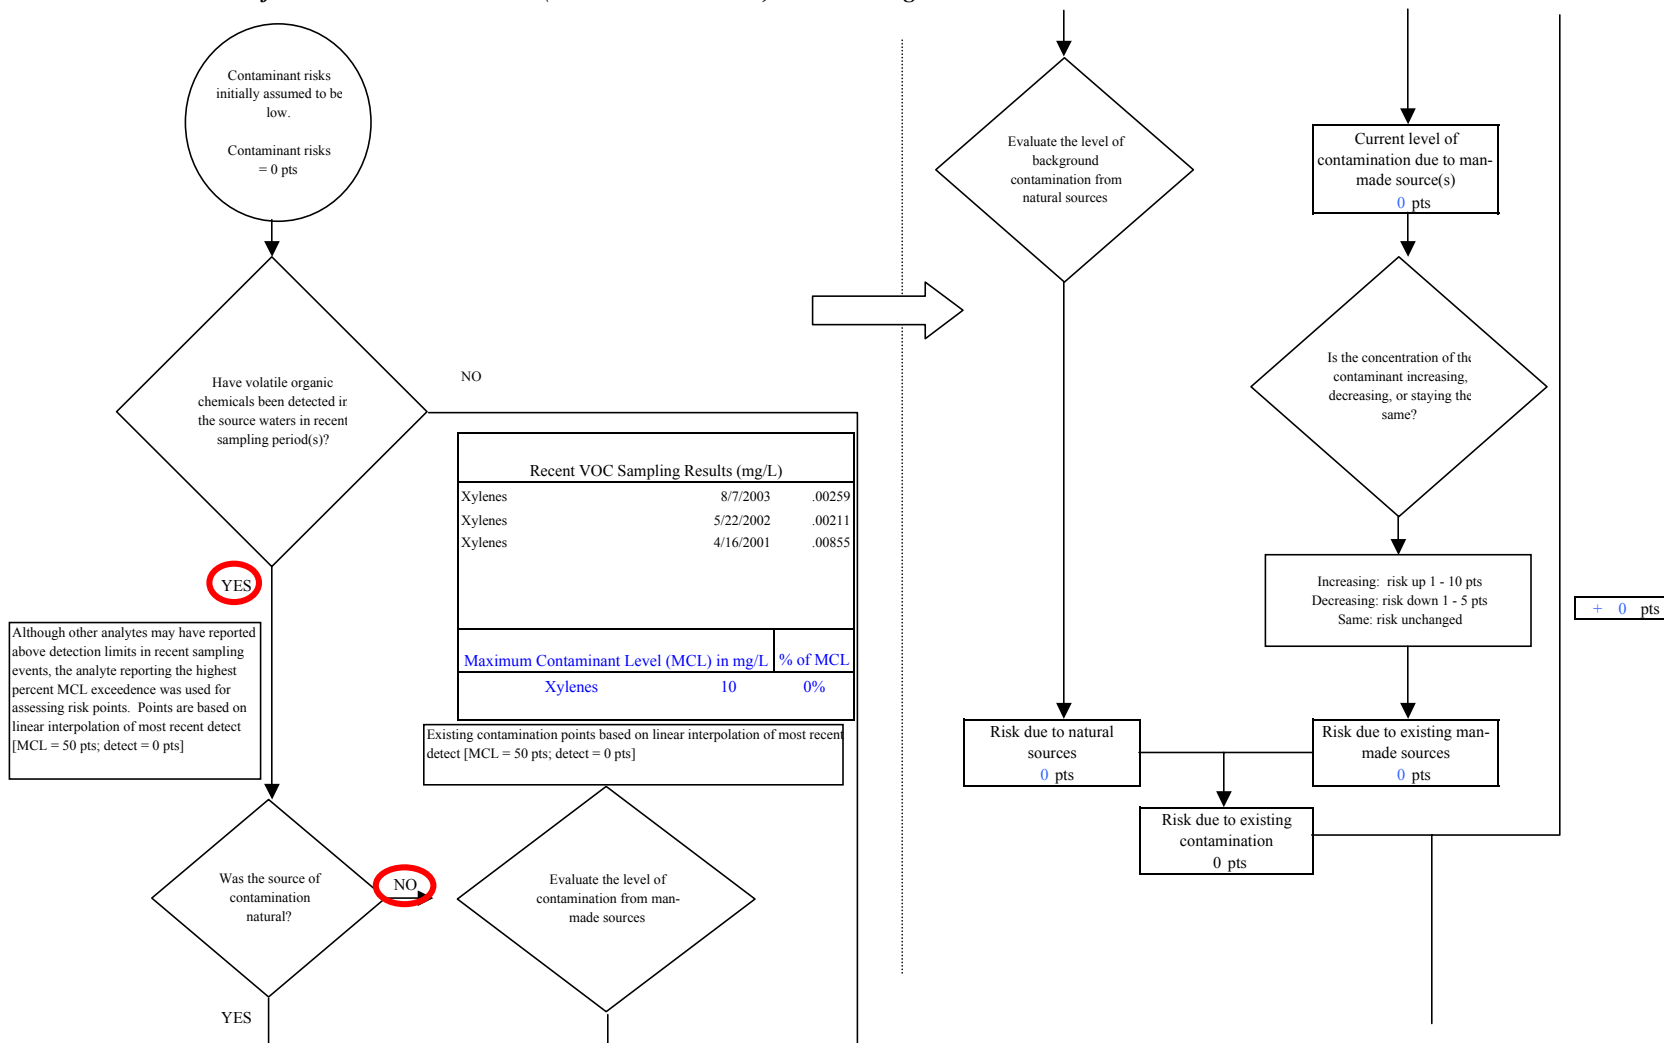 Contaminant risks
initially assumed to be
low.
Contaminant risks
= 0 pts
Have volatile organic
chemicals been detected in
the source waters in recent
sampling period(s)?
NO
YES
Recent VOC Sampling Results (mg/L)
Xylenes 8/7/2003 .00259
Xylenes 5/22/2002 .00211
Xylenes 4/16/2001 .00855
Maximum Contaminant Level (MCL) in mg/L % of MCL
Xylenes 10 0%
Although other analytes may have reported
above detection limits in recent sampling
events, the analyte reporting the highest
percent MCL exceedence was used for
assessing risk points. Points are based on
linear interpolation of most recent detect
[MCL = 50 pts; detect = 0 pts]
Existing contamination points based on linear interpolation of most recent
detect [MCL = 50 pts; detect = 0 pts]
Was the source of
contamination
natural?
NO
YES
Evaluate the level of
contamination from man-
made sources
Evaluate the level of
background
contamination from
natural sources
Current level of
contamination due to man-
made source(s)
0 pts
Is the concentration of the
contaminant increasing,
decreasing, or staying the
same?
Increasing: risk up 1 - 10 pts
Decreasing: risk down 1 - 5 pts
Same: risk unchanged
+ 0 pts
Risk due to natural
sources
0 pts
Risk due to existing man-
made sources
0 pts
Risk due to existing
contamination
0 pts